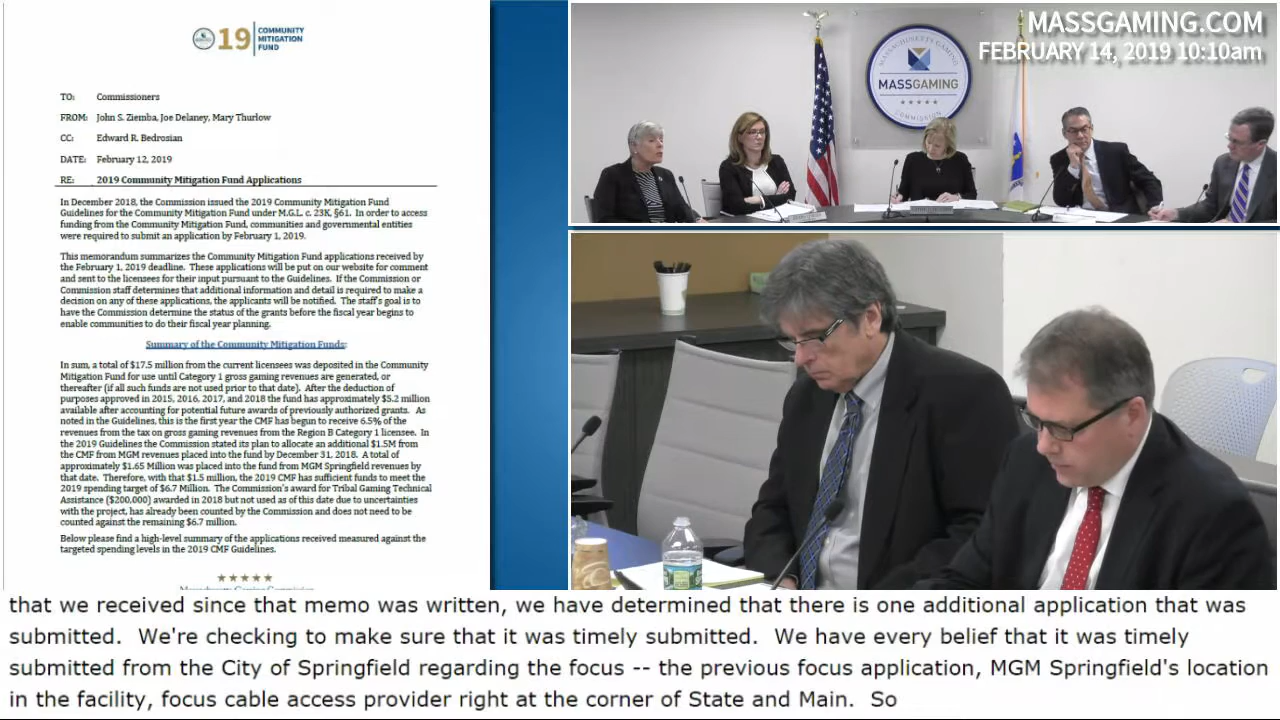 19 COMMUNITY
MITIGATION
FUND
TO: Commissioners
FROM: John S. Ziemba, Joe Delaney, Mary Thurlow
CC: Edward R. Bedrosian
DATE: February 12, 2019
RE: 2019 Community Mitigation Fund Applications
In December 2018, the Commission issued the 2019 Community Mitigation Fund
Guidelines for the Community Mitigation Fund under M.G.L. c. 23K, §61. In order to access
funding from the Community Mitigation Fund, communities and governmental entities
were required to submit an application by February 1, 2019.
This memorandum summarizes the Community Mitigation Fund applications received by
the February 1, 2019 deadline. These applications will be put on our website for comment
and sent to the licensees for their input pursuant to the Guidelines. If the Commission or
Commission staff determines that additional information and detail is required to make a
decision on any of these applications, the applicants will be notified. The staff's goal is to
have the Commission determine the status of the grants before the fiscal year begins to
enable communities to do their fiscal year planning.
Summary of the Community Mitigation Funds:
In sum, a total of $17.5 million from the current licensees was deposited in the Community
Mitigation Fund for use until Category 1 gross gaming revenues are generated, or
thereafter (if all such funds are not used prior to that date). After the deduction of
purposes approved in 2015, 2016, 2017, and 2018 the fund has approximately $5.2 million
available after accounting for potential future awards of previously authorized grants. As
noted in the Guidelines, this is the first year the CMF has begun to receive 6.5% of the
revenues from the tax on gross gaming revenues from the Region B Category 1 licensee. In
the 2019 Guidelines the Commission stated its plan to allocate an additional $1.5M from
the CMF from MGM revenues placed into the fund by December 31, 2018. A total of
approximately $1.65 Million was placed into the fund from MGM Springfield revenues by
that date. Therefore, with that $1.5 million, the 2019 CMF has sufficient funds to meet the
2019 spending target of $6.7 Million. The Commission's award for Tribal Gaming Technical
Assistance ($200,000) awarded in 2018 but not used as of this date due to uncertainties
with the project, has already been counted by the Commission and does not need to be
counted against the remaining $6.7 million.
Below please find a high-level summary of the applications received measured against the
targeted spending levels in the 2019 CMF Guidelines.
★★★★★
Massachusetts Gaming Commission
MASSGAMING.COM
FEBRUARY 14, 2019 10:10am
MASSACHUSETTS GAMING
MASSGAMING
★★★★★
COMMISSION
that we received since that memo was written, we have determined that there is one additional application that was
submitted. We're checking to make sure that it was timely submitted. We have every belief that it was timely
submitted from the City of Springfield regarding the focus -- the previous focus application, MGM Springfield's location
in the facility, focus cable access provider right at the corner of State and Main. So